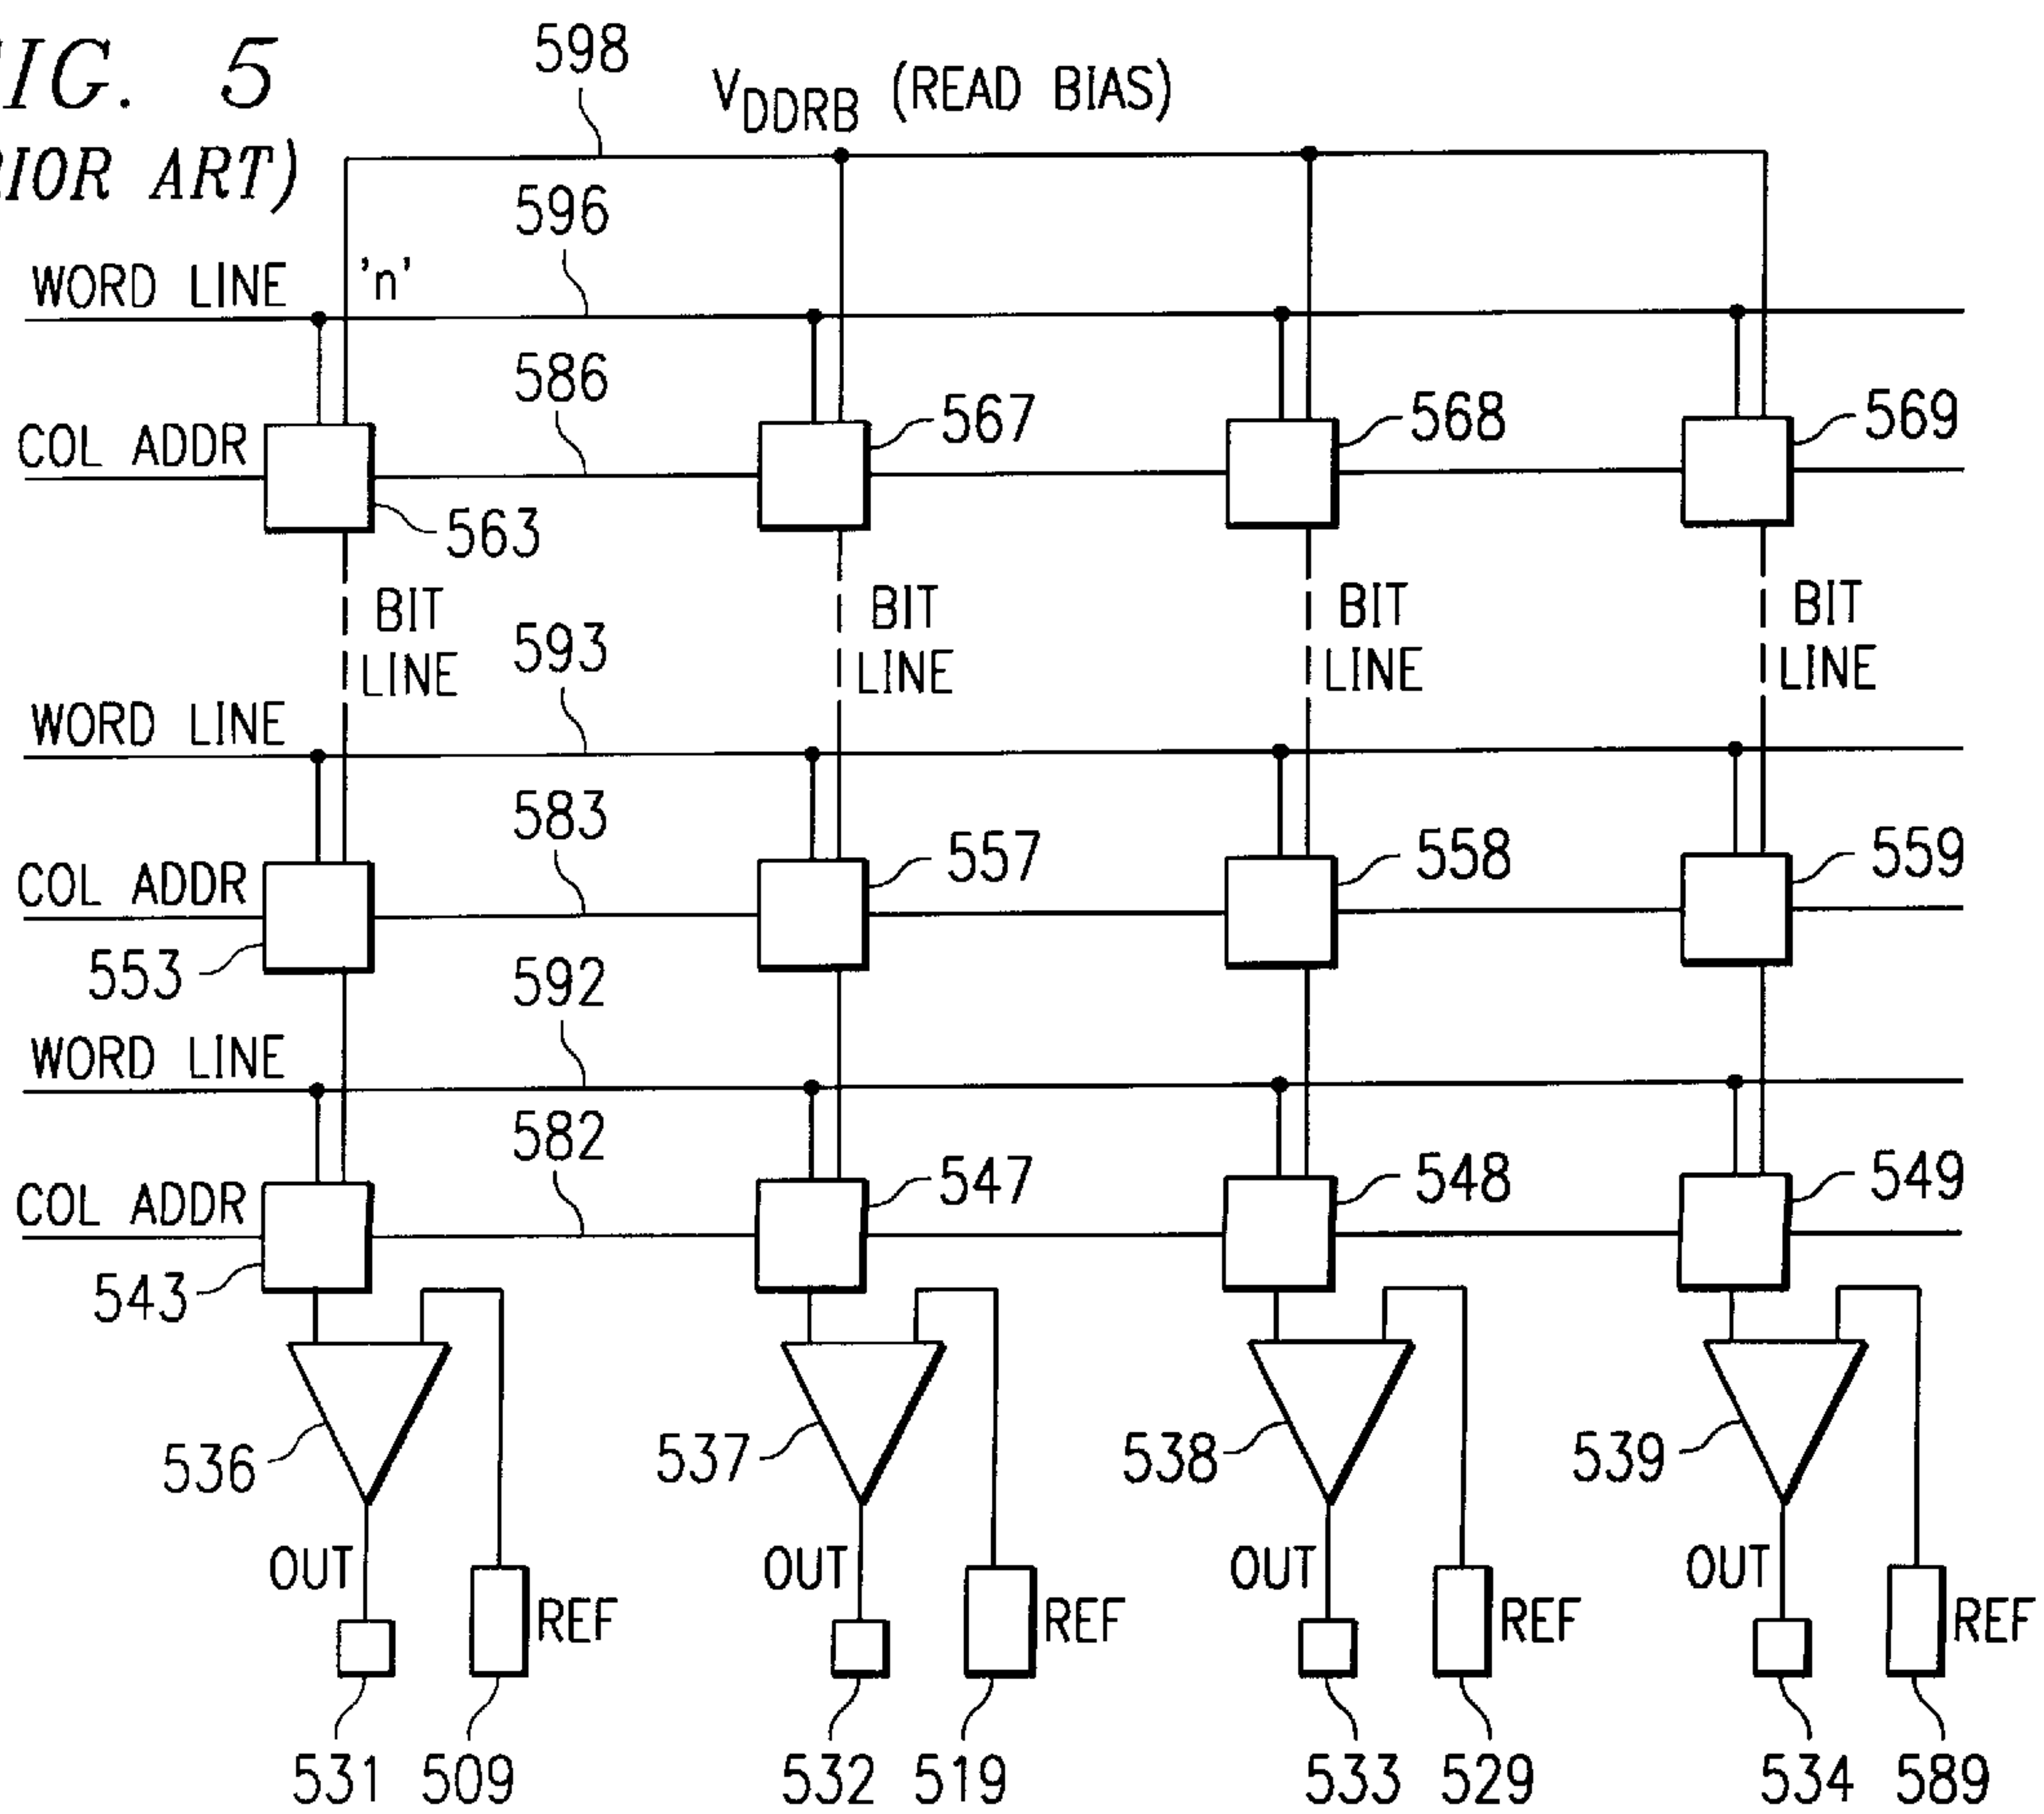 IG. 5
RIOR ART)
598
V_DDRB (READ BIAS)
596
WORD LINE 'n'
586
COL ADDR
567
568
569
563
BIT LINE
BIT LINE
BIT LINE
BIT LINE
593
WORD LINE
583
COL ADDR
557
558
559
553
592
WORD LINE
582
COL ADDR
547
548
549
543
536
537
538
539
OUT
REF
OUT
REF
OUT
REF
OUT
REF
531
509
532
519
533
529
534
589